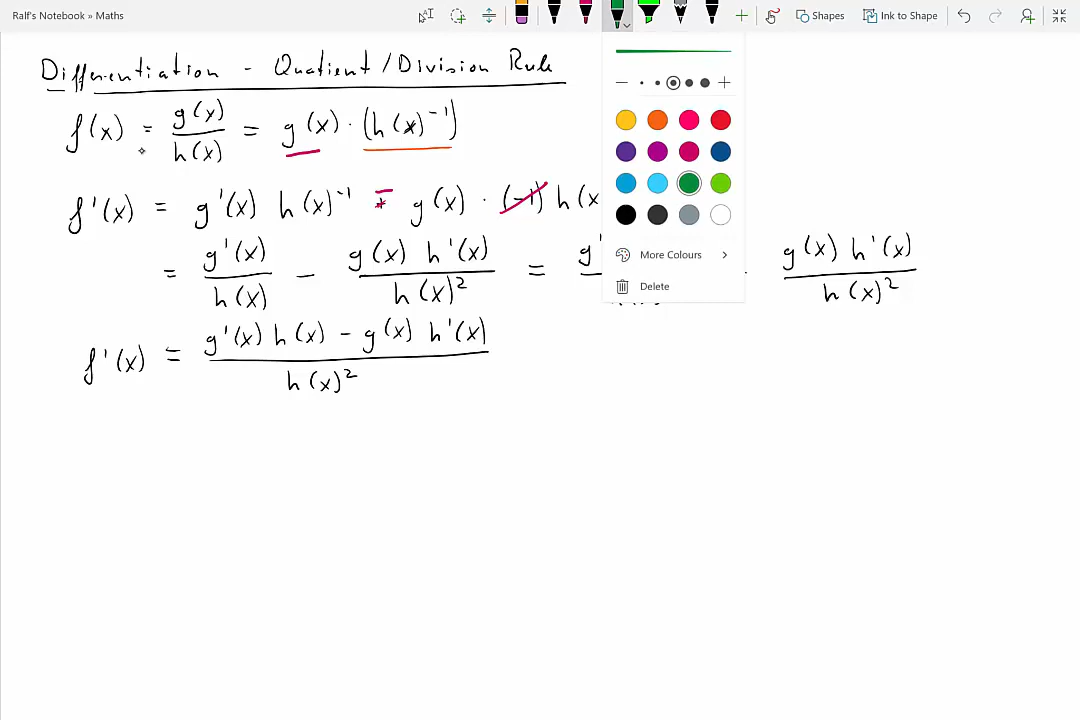 Ralf's Notebook » Maths
Shapes
Ink to Shape
Differentiation - Quotient/Division Rule
f(x) = g(x)/h(x) = g(x) · (h(x)⁻¹)
f'(x) = g'(x) h(x)⁻¹ - g(x) · (-1) h(x
= g'(x)/h(x) - g(x) h'(x)/h(x)² = g' - g(x) h'(x)/h(x)²
f'(x) = g'(x) h(x) - g(x) h'(x)/h(x)²
More Colours
Delete